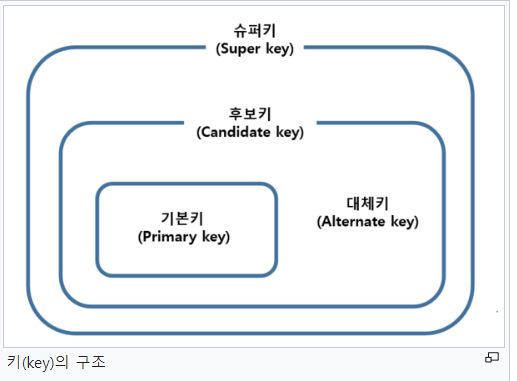 슈퍼키
(Super key)
후보키
(Candidate key)
기본키
(Primary key)
대체키
(Alternate key)
키(key)의 구조